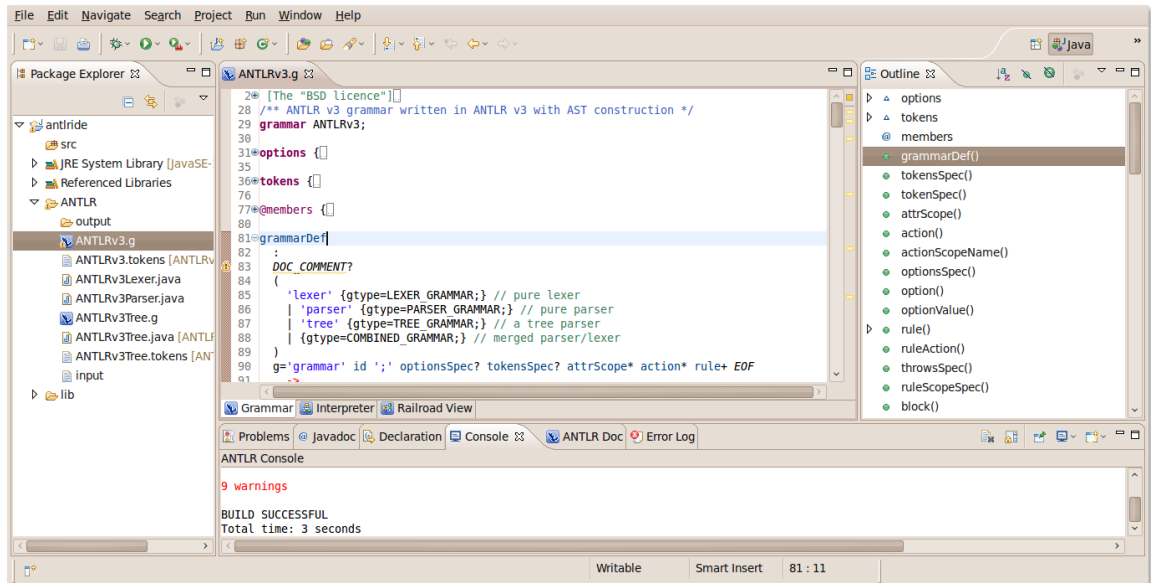 File Edit Navigate Search Project Run Window Help
Java
»
Package Explorer
antlride
src
JRE System Library [JavaSE-
Referenced Libraries
ANTLR
output
ANTLRv3.g
ANTLRv3.tokens [ANTLRv
ANTLRv3Lexer.java
ANTLRv3Parser.java
ANTLRv3Tree.g
ANTLRv3Tree.java [ANTLR
ANTLRv3Tree.tokens [ANT
input
lib
ANTLRv3.g
2 [The "BSD licence"]
28 /** ANTLR v3 grammar written in ANTLR v3 with AST construction */
29 grammar ANTLRv3;
30
31 options {
35
36 tokens {
76
77 @members {
80
81 grammarDef
82 :
83 DOC_COMMENT?
84 (
85 'lexer' {gtype=LEXER_GRAMMAR;} // pure lexer
86 | 'parser' {gtype=PARSER_GRAMMAR;} // pure parser
87 | 'tree' {gtype=TREE_GRAMMAR;} // a tree parser
88 | {gtype=COMBINED_GRAMMAR;} // merged parser/lexer
89 )
90 g='grammar' id ';' optionsSpec? tokensSpec? attrScope* action* rule+ EOF
91 ->
Grammar Interpreter Railroad View
Outline
options
tokens
members
grammarDef()
tokensSpec()
tokenSpec()
attrScope()
action()
actionScopeName()
optionsSpec()
option()
optionValue()
rule()
ruleAction()
throwsSpec()
ruleScopeSpec()
block()
Problems @ Javadoc Declaration Console ANTLR Doc Error Log
ANTLR Console
9 warnings
BUILD SUCCESSFUL
Total time: 3 seconds
Writable Smart Insert 81 : 11